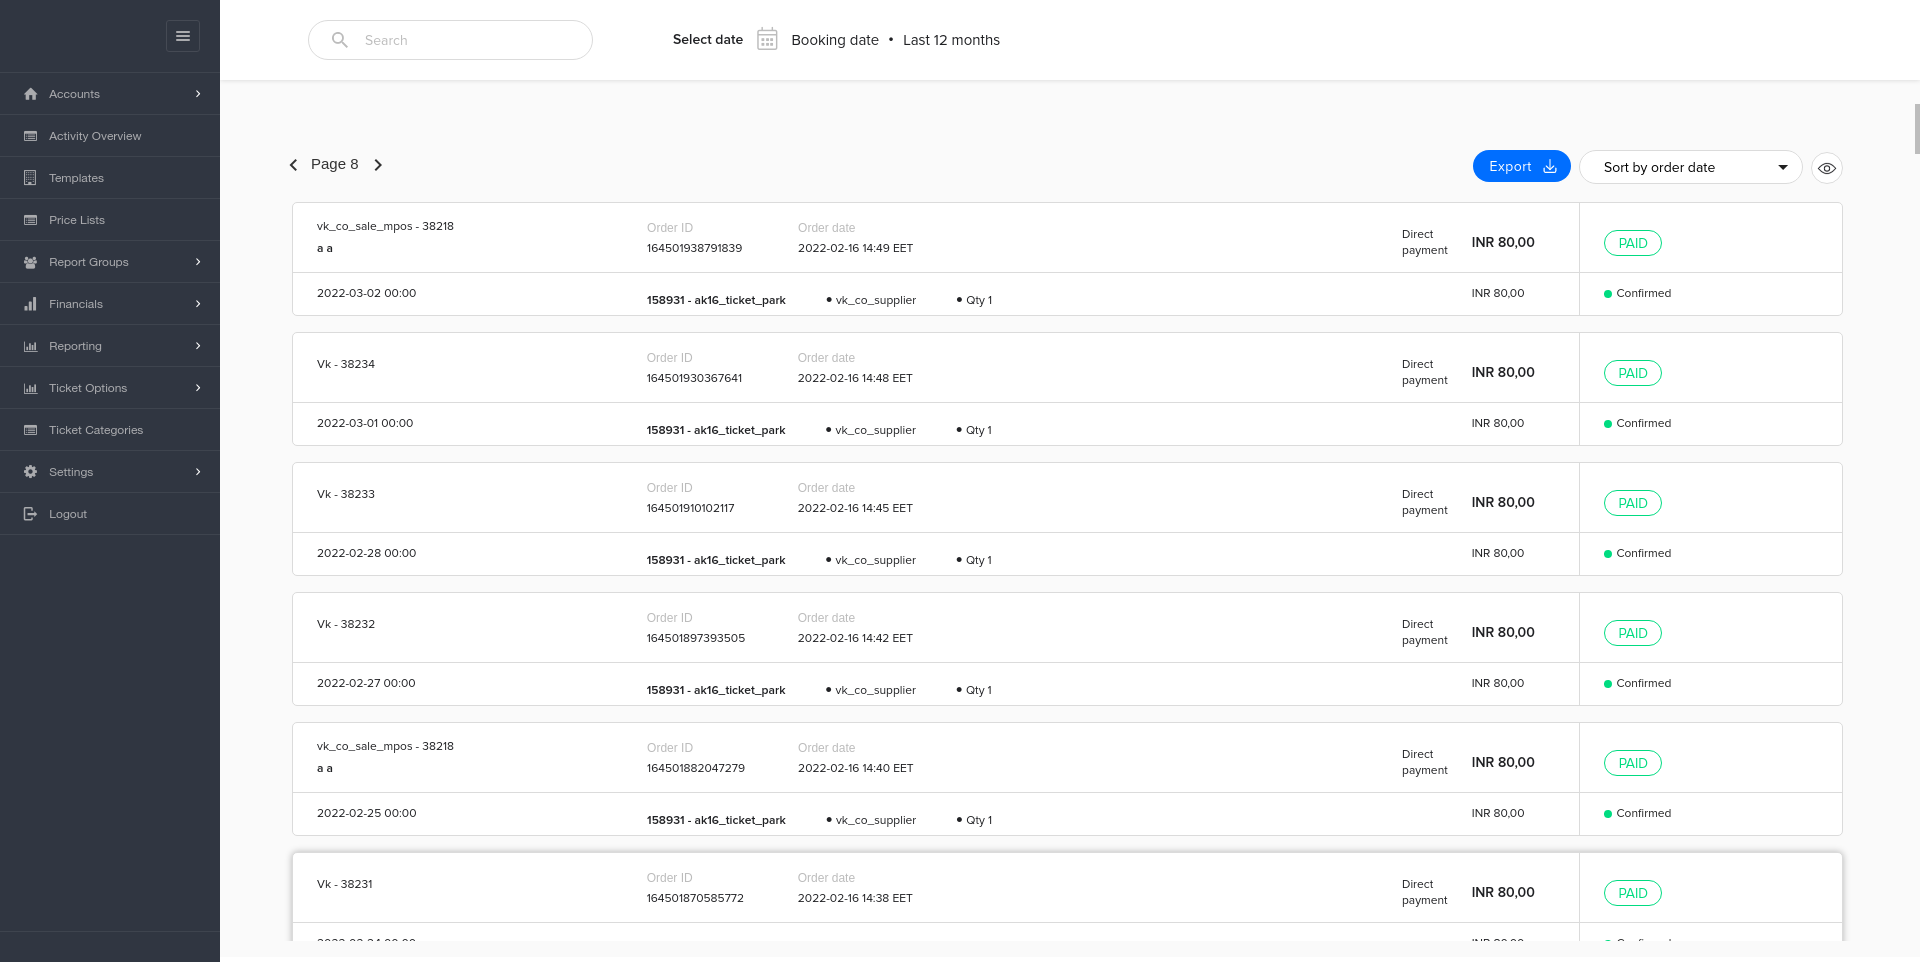 Search
Select date Booking date • Last 12 months
Accounts
Activity Overview
Templates
Price Lists
Report Groups
Financials
Reporting
Ticket Options
Ticket Categories
Settings
Logout
Page 8
Export
Sort by order date
vk_co_sale_mpos - 38218
a a
Order ID
164501938791839
Order date
2022-02-16 14:49 EET
Direct
payment
INR 80,00
PAID
2022-03-02 00:00
158931 - ak16_ticket_park • vk_co_supplier • Qty 1
INR 80,00
Confirmed
Vk - 38234
Order ID
164501930367641
Order date
2022-02-16 14:48 EET
Direct
payment
INR 80,00
PAID
2022-03-01 00:00
158931 - ak16_ticket_park • vk_co_supplier • Qty 1
INR 80,00
Confirmed
Vk - 38233
Order ID
164501910102117
Order date
2022-02-16 14:45 EET
Direct
payment
INR 80,00
PAID
2022-02-28 00:00
158931 - ak16_ticket_park • vk_co_supplier • Qty 1
INR 80,00
Confirmed
Vk - 38232
Order ID
164501897393505
Order date
2022-02-16 14:42 EET
Direct
payment
INR 80,00
PAID
2022-02-27 00:00
158931 - ak16_ticket_park • vk_co_supplier • Qty 1
INR 80,00
Confirmed
vk_co_sale_mpos - 38218
a a
Order ID
164501882047279
Order date
2022-02-16 14:40 EET
Direct
payment
INR 80,00
PAID
2022-02-25 00:00
158931 - ak16_ticket_park • vk_co_supplier • Qty 1
INR 80,00
Confirmed
Vk - 38231
Order ID
164501870585772
Order date
2022-02-16 14:38 EET
Direct
payment
INR 80,00
PAID